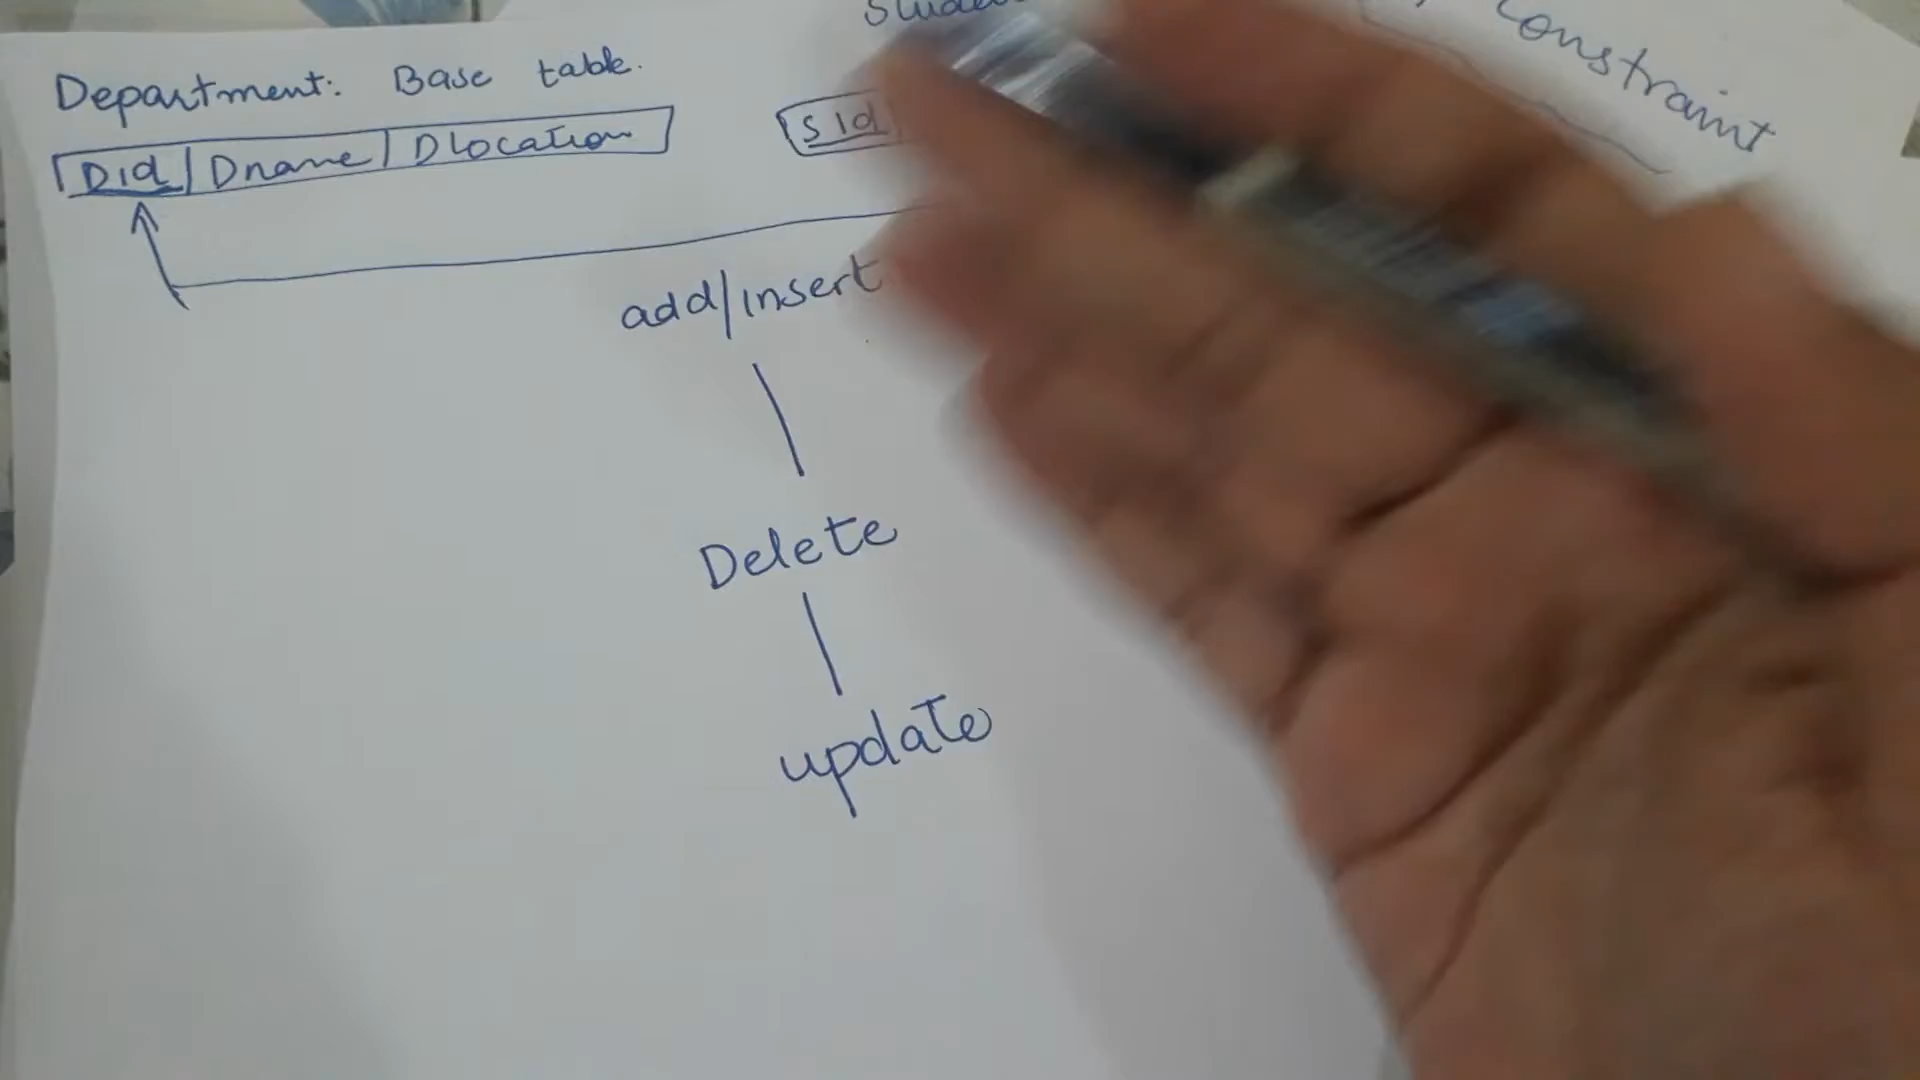 Department: Base table.
Did Dname Dlocation
Sid
Constraint
add/insert
Delete
update